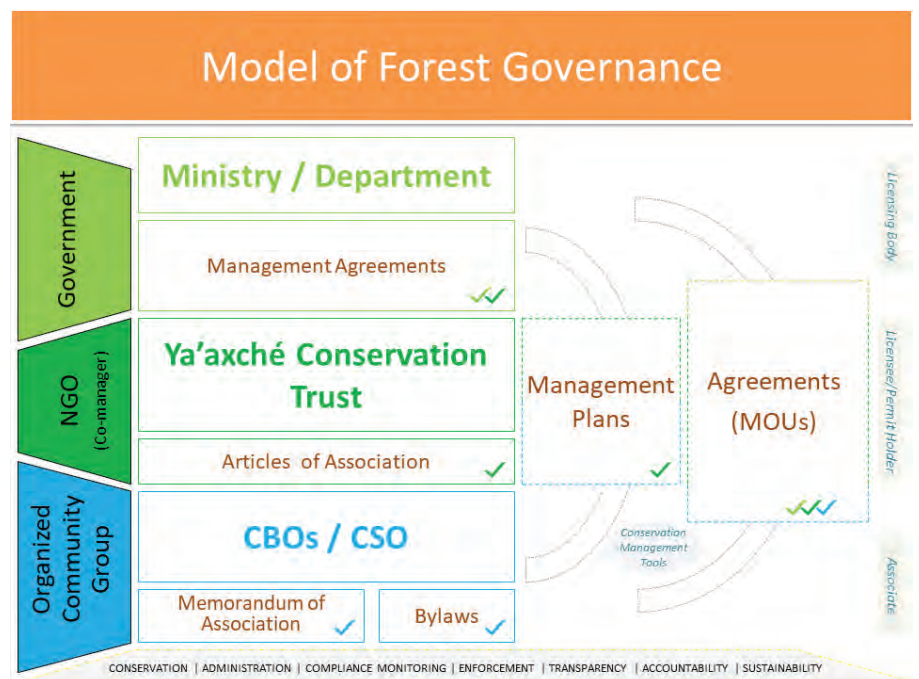 Model of Forest Governance
Government
Ministry / Department
Management Agreements
NGO
(Co-manager)
Ya’axché Conservation
Trust
Articles of Association
Organized
Community
Group
CBOs / CSO
Memorandum of
Association
Bylaws
Management
Plans
Agreements
(MOUs)
Conservation
Management
Tools
Licensing Body
Licensee/Permit Holder
Associate
CONSERVATION | ADMINISTRATION | COMPLIANCE MONITORING | ENFORCEMENT | TRANSPARENCY | ACCOUNTABILITY | SUSTAINABILITY